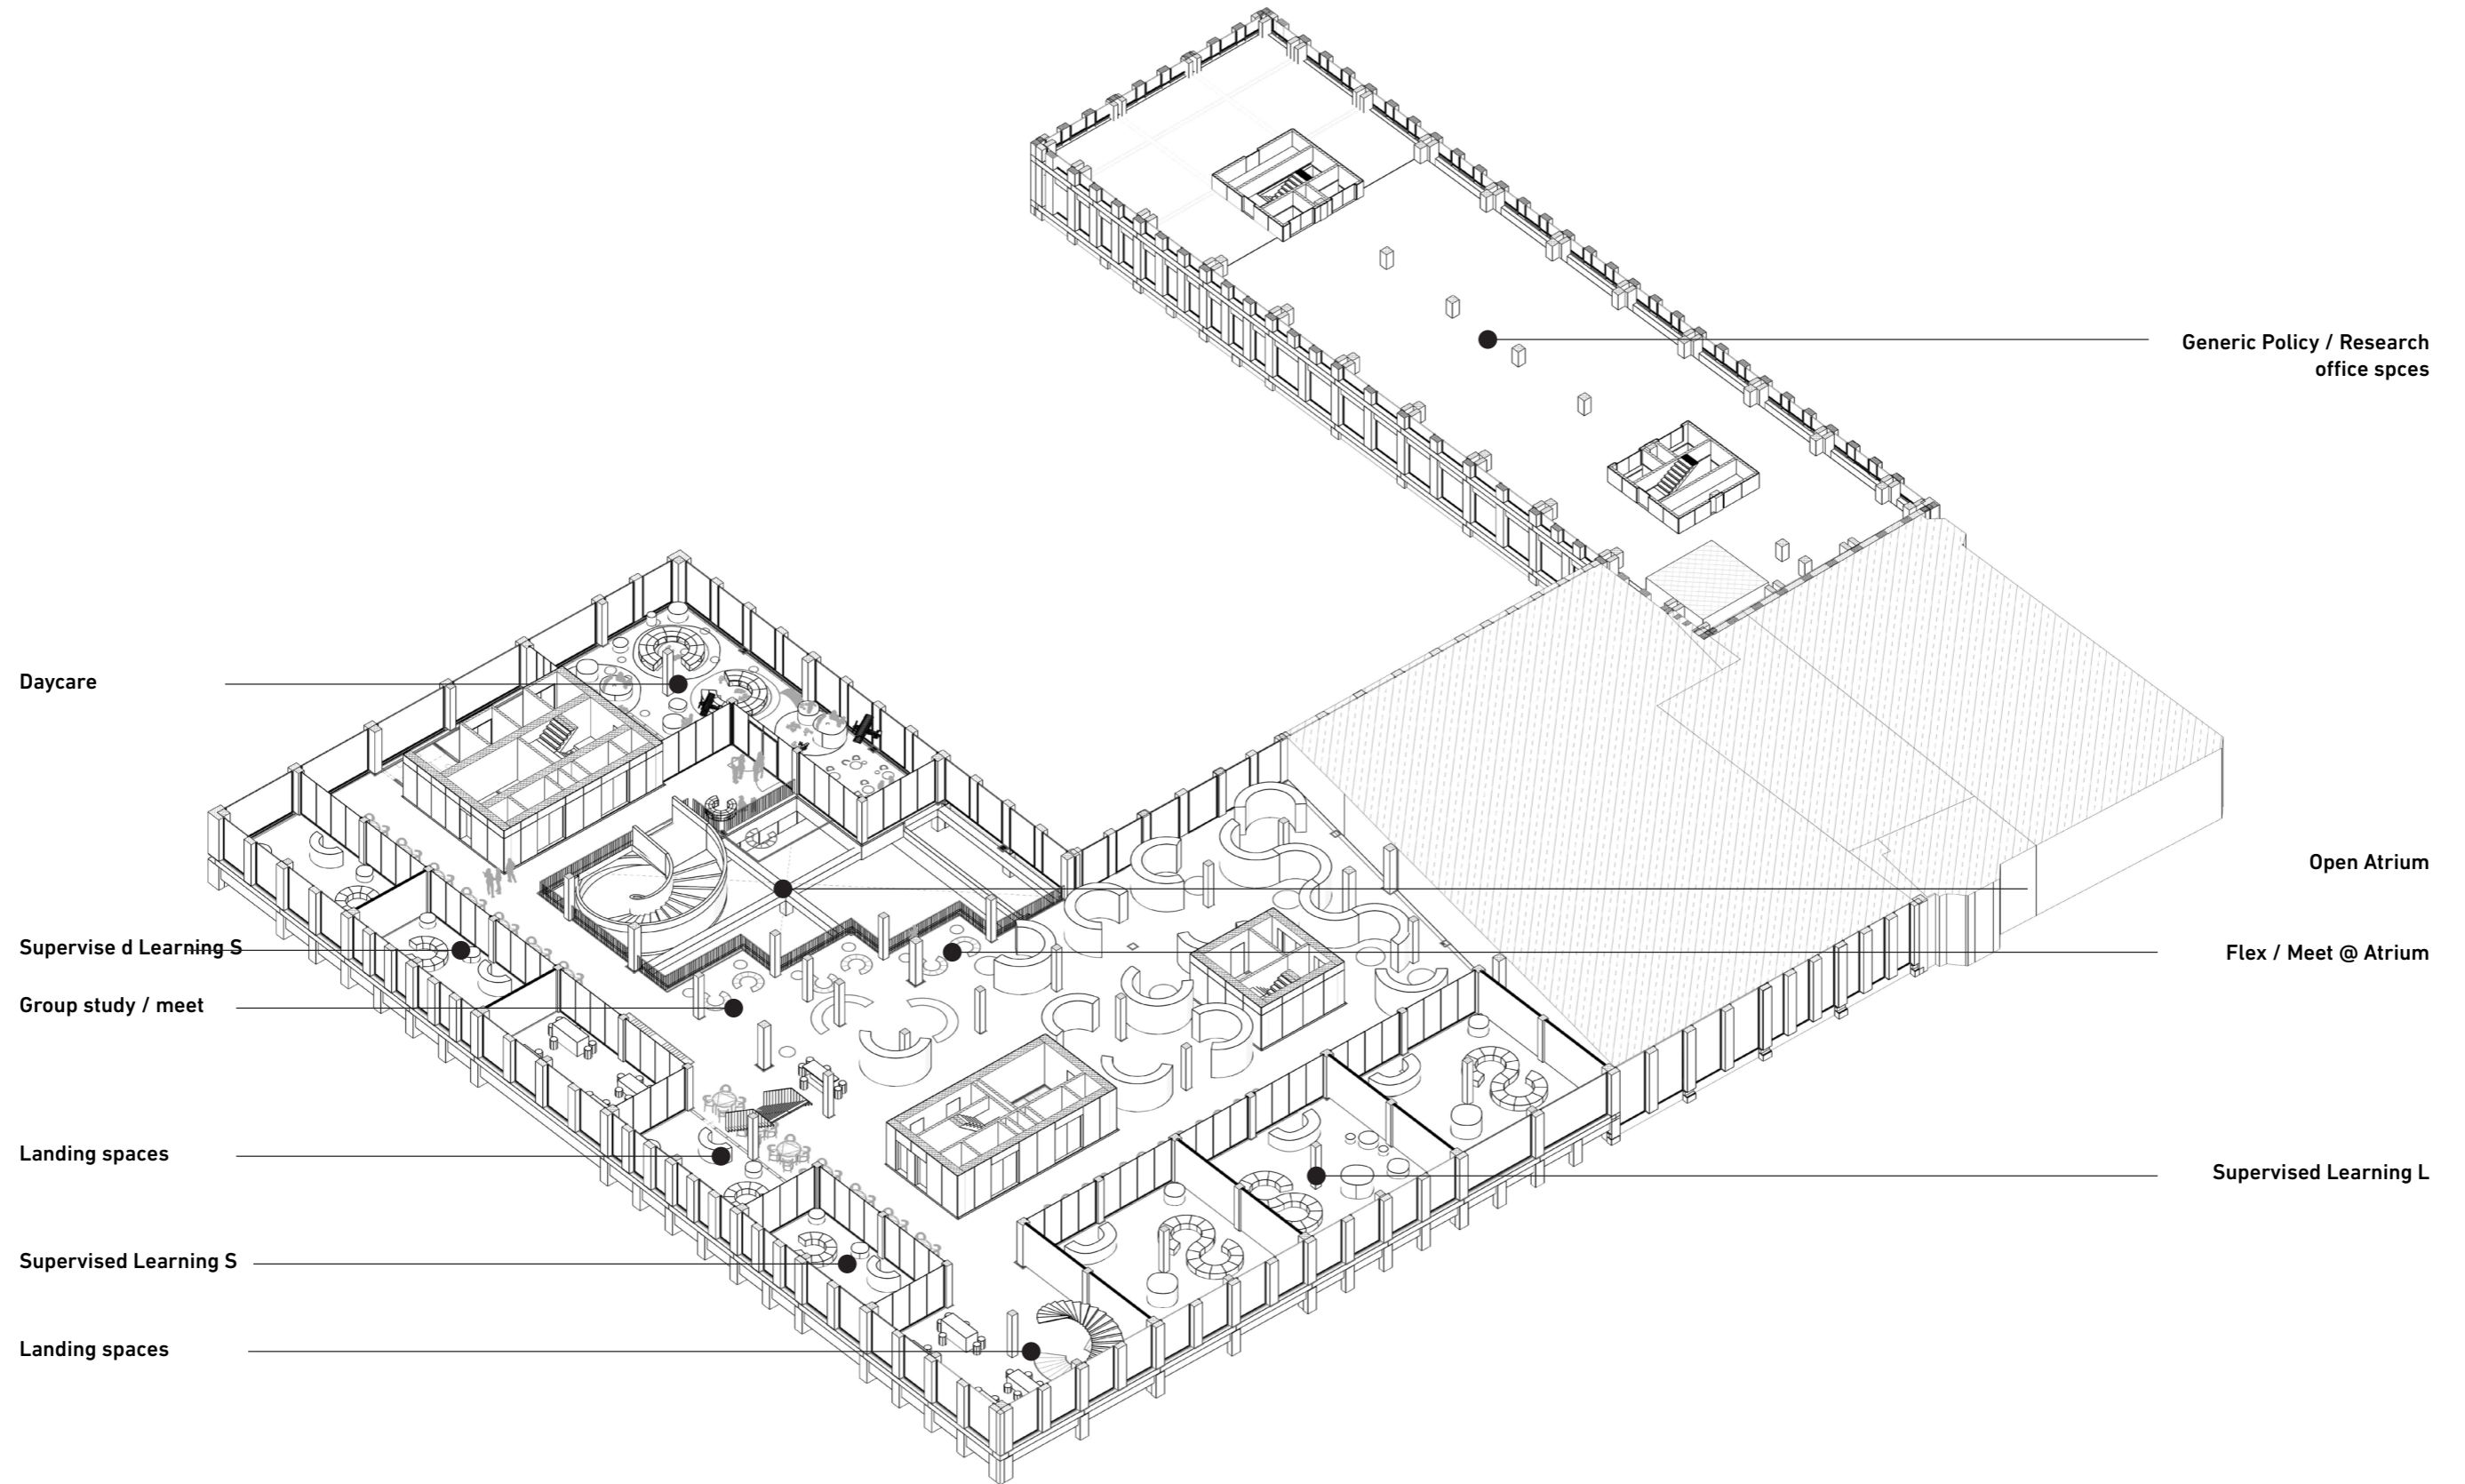 Generic Policy / Research
office spces
Daycare
Open Atrium
Supervise d Learning S
Flex / Meet @ Atrium
Group study / meet
Landing spaces
Supervised Learning L
Supervised Learning S
Landing spaces